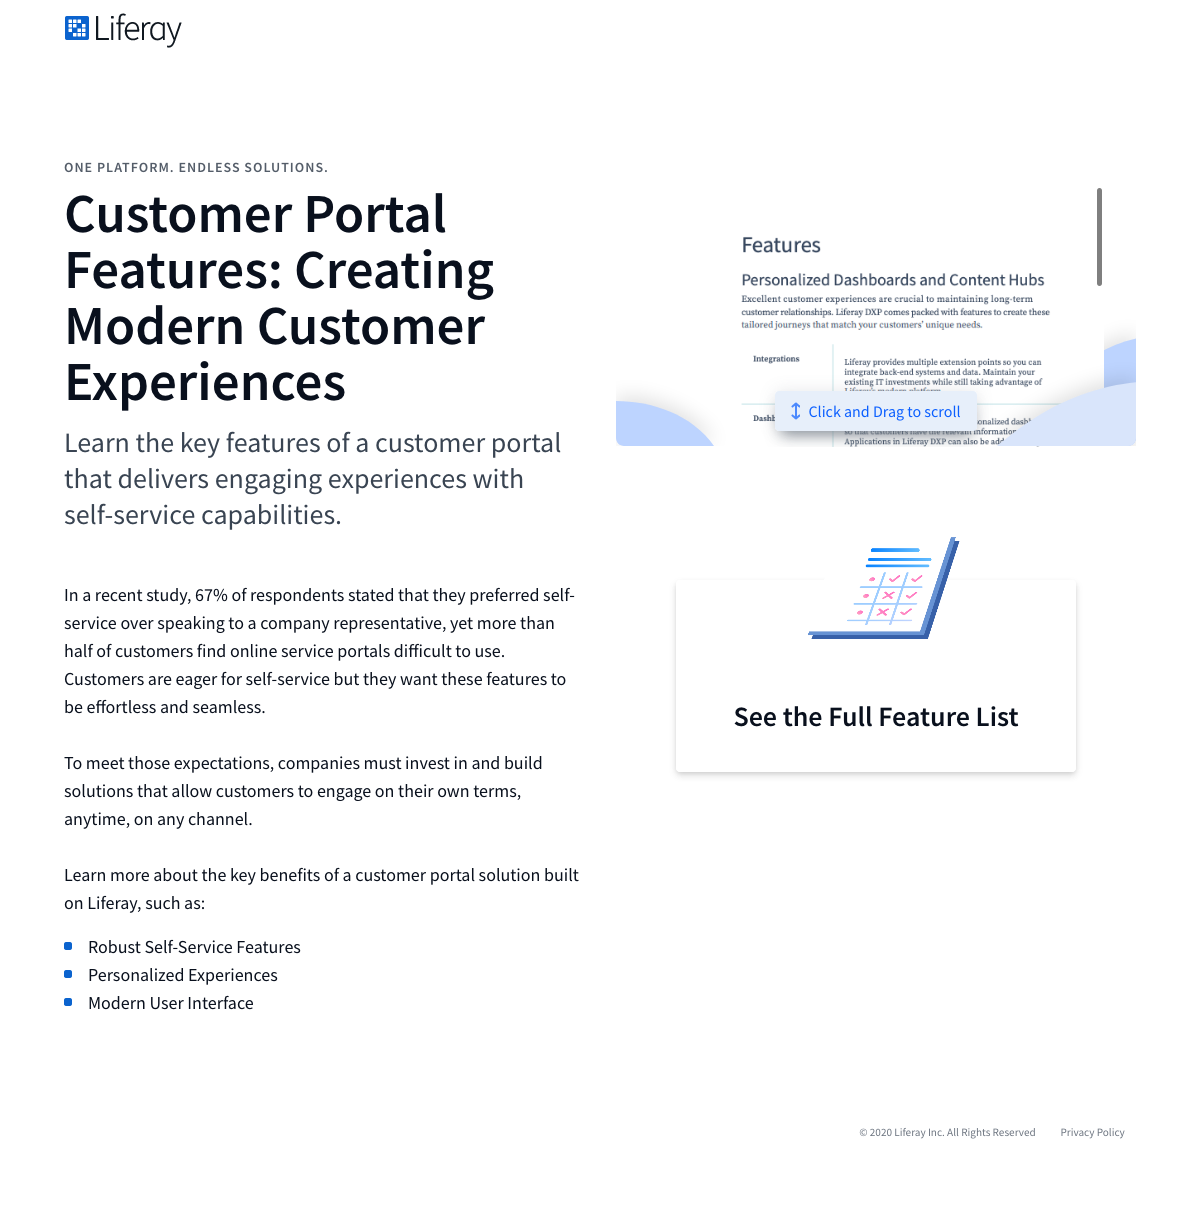 Liferay
ONE PLATFORM. ENDLESS SOLUTIONS.
Customer Portal
Features: Creating
Modern Customer
Experiences
Learn the key features of a customer portal
that delivers engaging experiences with
self-service capabilities.
In a recent study, 67% of respondents stated that they preferred self-
service over speaking to a company representative, yet more than
half of customers find online service portals difficult to use.
Customers are eager for self-service but they want these features to
be effortless and seamless.
To meet those expectations, companies must invest in and build
solutions that allow customers to engage on their own terms,
anytime, on any channel.
Learn more about the key benefits of a customer portal solution built
on Liferay, such as:
Robust Self-Service Features
Personalized Experiences
Modern User Interface
Features
Personalized Dashboards and Content Hubs
Excellent customer experiences are crucial to maintaining long-term
customer relationships. Liferay DXP comes packed with features to create these
tailored journeys that match your customers' unique needs.
Integrations
Liferay provides multiple extension points so you can
integrate back-end systems and data. Maintain your
existing IT investments while still taking advantage of
Click and Drag to scroll
so that customers have the relevant information
Applications in Liferay DXP can also be
See the Full Feature List
© 2020 Liferay Inc. All Rights Reserved Privacy Policy